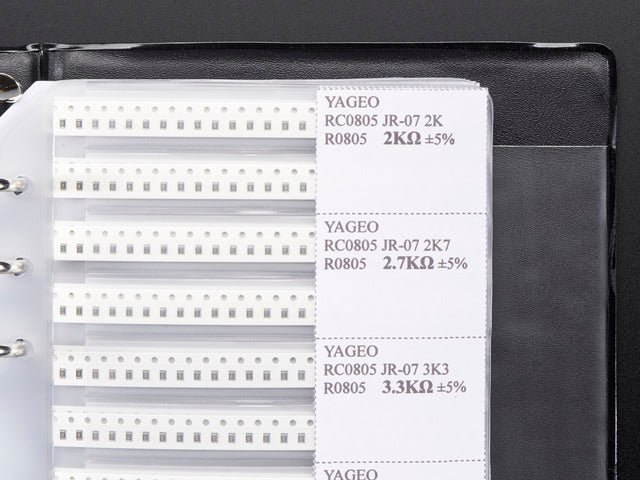 YAGEO
RC0805 JR-07 2K
R0805 2KΩ ±5%
YAGEO
RC0805 JR-07 2K7
R0805 2.7KΩ ±5%
YAGEO
RC0805 JR-07 3K3
R0805 3.3KΩ ±5%
YAGEO